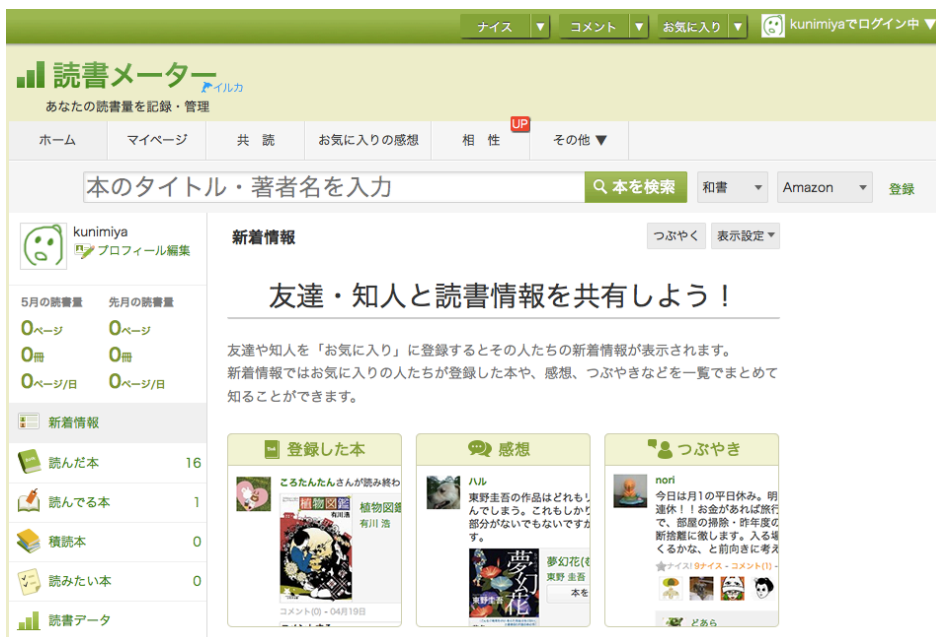 ナイス ▼ コメント ▼ お気に入り ▼ kunimiyaでログイン中 ▼
読書メーター
イルカ
あなたの読書量を記録・管理
UP
ホーム マイページ 共 読 お気に入りの感想 相 性 その他 ▼
本のタイトル・著者名を入力 本を検索 和書 Amazon 登録
kunimiya
プロフィール編集
5月の読書量 先月の読書量
0ページ 0ページ
0冊 0冊
0ページ/日 0ページ/日
新着情報
読んだ本 16
読んでる本 1
積読本 0
読みたい本 0
読書データ
新着情報 つぶやく 表示設定▼
友達・知人と読書情報を共有しよう！
友達や知人を「お気に入り」に登録するとその人たちの新着情報が表示されます。
新着情報ではお気に入りの人たちが登録した本や、感想、つぶやきなどを一覧でまとめて
知ることができます。
登録した本
ころたんたんさんが読み終わ
植物図鑑
有川 浩
植物図鑑
有川 浩
コメント(0) - 04月19日
感想
ハル
東野圭吾の作品はどれもリ
んでしまう。これもしかり
部分がないでもないですが
す。
夢幻花
東野圭吾
夢幻花(も
東野 圭吾
本を
つぶやき
nori
今日は月1の平日休み。明
連休！！お金があれば旅行
で、部屋の掃除・昨年度の
断捨離に徹します。入る場
くるかな、と前向きに考え
ナイス! 9ナイス - コメント(1) -
どあら